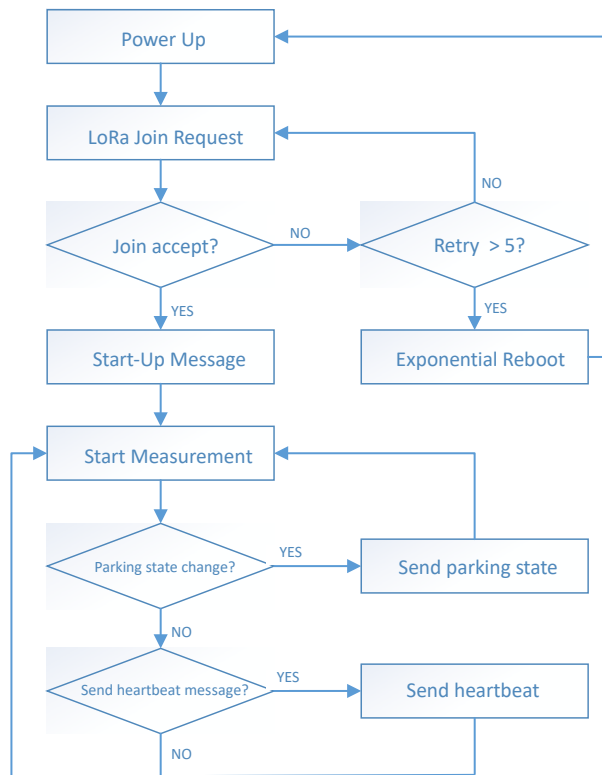 Power Up
LoRa Join Request
NO
Join accept?
NO
Retry > 5?
YES
YES
Start-Up Message
Exponential Reboot
Start Measurement
Parking state change?
YES
Send parking state
NO
Send heartbeat message?
YES
Send heartbeat
NO